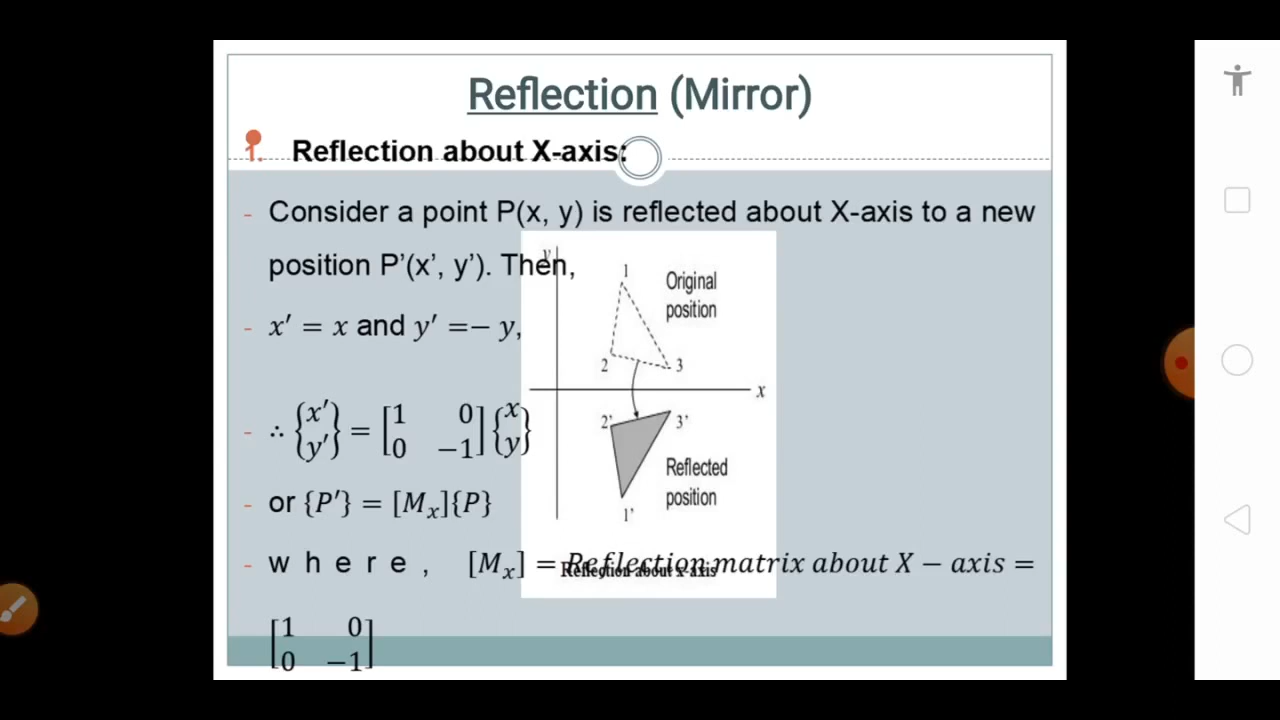 Reflection (Mirror)
1. Reflection about X-axis:
- Consider a point P(x, y) is reflected about X-axis to a new
position P’(x’, y’). Then,
- x′ = x and y′ =− y,
- ∴ {x′ y′} = [1 0 0 −1] {x y}
- or {P′} = [Mₓ]{P}
- where, [Mₓ] = Reflection matrix about X − axis =
[1 0
0 −1]
y
1
Original
position
2
3
x
2'
3'
Reflected
position
1'
Reflection about x-axis